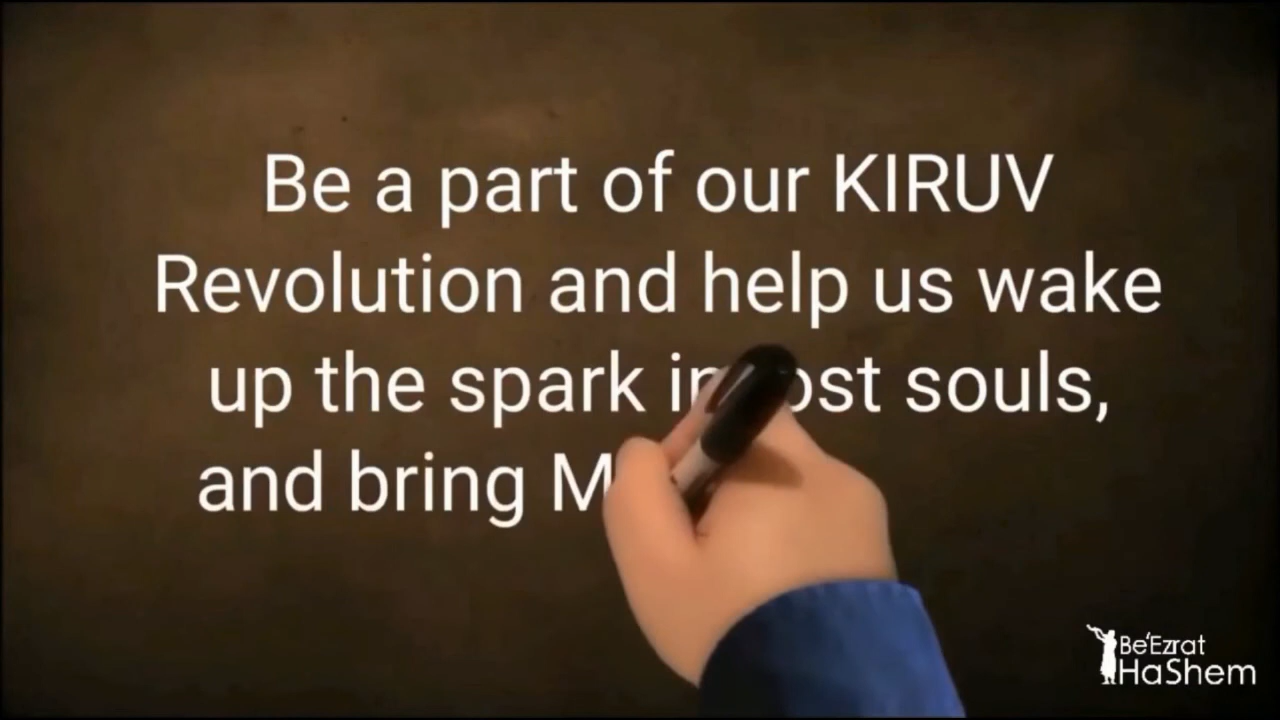 Be a part of our KIRUV
Revolution and help us wake
up the spark souls,
and bring
Be'Ezrat
HaShem